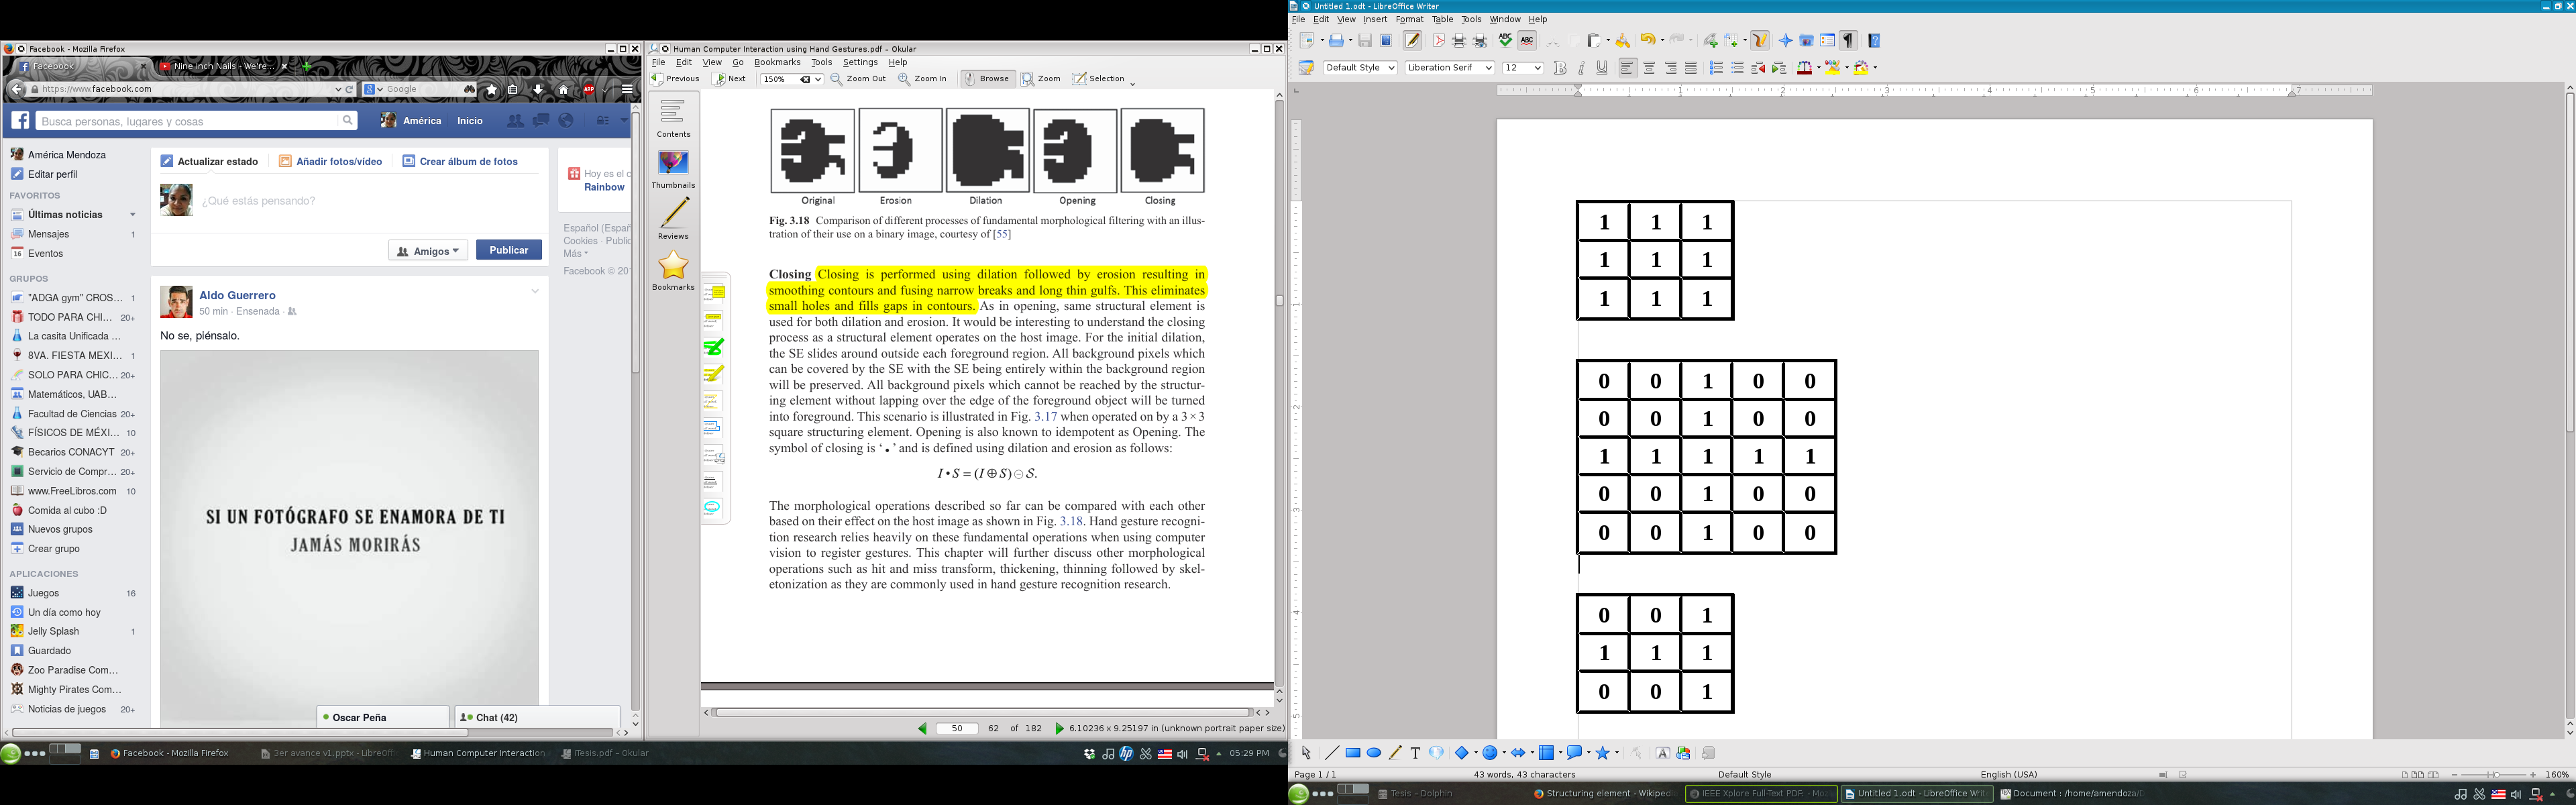 Facebook - Mozilla Firefox
Facebook
Nine Inch Nails - We're...
https://www.facebook.com
Google
Busca personas, lugares y cosas
América
Inicio
América Mendoza
Editar perfil
FAVORITOS
Últimas noticias
Mensajes 1
Eventos
GRUPOS
"ADGA gym" CROS... 1
TODO PARA CHI... 20+
La casita Unificada ...
8VA. FIESTA MEXI... 1
SOLO PARA CHIC... 20+
Matemáticos, UAB...
Facultad de Ciencias 20+
FÍSICOS DE MÉXI... 10
Becarios CONACYT 20+
Servicio de Compr... 20+
www.FreeLibros.com 10
Comida al cubo :D
Nuevos grupos
Crear grupo
APLICACIONES
Juegos 16
Un día como hoy
Jelly Splash 1
Guardado
Zoo Paradise Com...
Mighty Pirates Com...
Noticias de juegos 20+
Actualizar estado
Añadir fotos/vídeo
Crear álbum de fotos
¿Qué estás pensando?
Amigos
Publicar
Aldo Guerrero
50 min · Ensenada ·
No se, piénsalo.
SI UN FOTÓGRAFO SE ENAMORA DE TI
JAMÁS MORIRÁS
Hoy es el c
Rainbow
Español (Españ
Cookies · Public
Más
Facebook © 20
Oscar Peña
Chat (42)
Human Computer Interaction using Hand Gestures.pdf – Okular
File Edit View Go Bookmarks Tools Settings Help
Previous Next 150% Zoom Out Zoom In Browse Zoom Selection
Contents
Thumbnails
Reviews
Bookmarks
Original Erosion Dilation Opening Closing
Fig. 3.18 Comparison of different processes of fundamental morphological filtering with an illus-
tration of their use on a binary image, courtesy of [55]
Closing Closing is performed using dilation followed by erosion resulting in
smoothing contours and fusing narrow breaks and long thin gulfs. This eliminates
small holes and fills gaps in contours. As in opening, same structural element is
used for both dilation and erosion. It would be interesting to understand the closing
process as a structural element operates on the host image. For the initial dilation,
the SE slides around outside each foreground region. All background pixels which
can be covered by the SE with the SE being entirely within the background region
will be preserved. All background pixels which cannot be reached by the structur-
ing element without lapping over the edge of the foreground object will be turned
into foreground. This scenario is illustrated in Fig. 3.17 when operated on by a 3 × 3
square structuring element. Opening is also known to idempotent as Opening. The
symbol of closing is ‘•’ and is defined using dilation and erosion as follows:
I • S = (I ⊕ S) ⊖ S.
The morphological operations described so far can be compared with each other
based on their effect on the host image as shown in Fig. 3.18. Hand gesture recogni-
tion research relies heavily on these fundamental operations when using computer
vision to register gestures. This chapter will further discuss other morphological
operations such as hit and miss transform, thickening, thinning followed by skel-
etonization as they are commonly used in hand gesture recognition research.
50 62 of 182 6.10236 x 9.25197 in (unknown portrait paper size)
Facebook – Mozilla Firefox
3er avance v1.pptx – LibreOff
Human Computer Interaction
iTesis.pdf – Okular
05:29 PM
Untitled 1.odt - LibreOffice Writer
File Edit View Insert Format Table Tools Window Help
Default Style Liberation Serif 12
1 2 3 4 5 6 7
1 1 1
1 1 1
1 1 1
0 0 1 0 0
0 0 1 0 0
1 1 1 1 1
0 0 1 0 0
0 0 1 0 0
0 0 1
1 1 1
0 0 1
Page 1 / 1
43 words, 43 characters
Default Style
English (USA)
160%
Tesis – Dolphin
Structuring element – Wikipedi
IEEE Xplore Full-Text PDF: – Mozi
Untitled 1.odt – LibreOffice Writ
Document : /home/amendoza/D